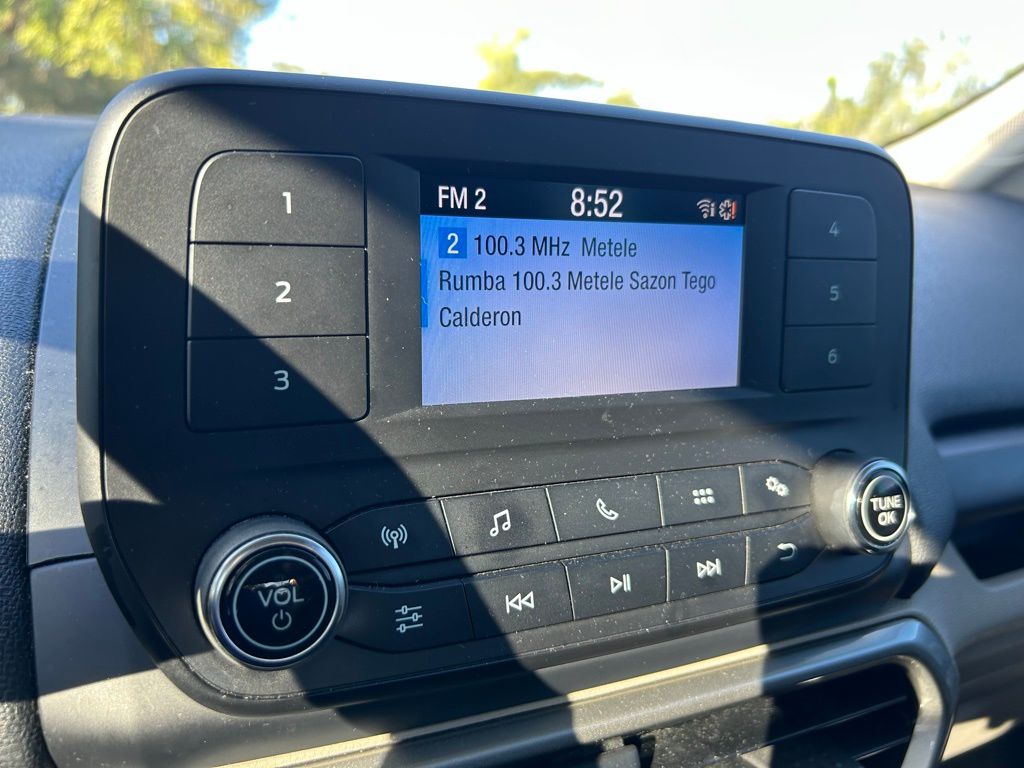 FM 2 8:52
2 100.3 MHz Metele
Rumba 100.3 Metele Sazon Tego
Calderon
1
2
3
4
5
6
VOL
TUNE
OK